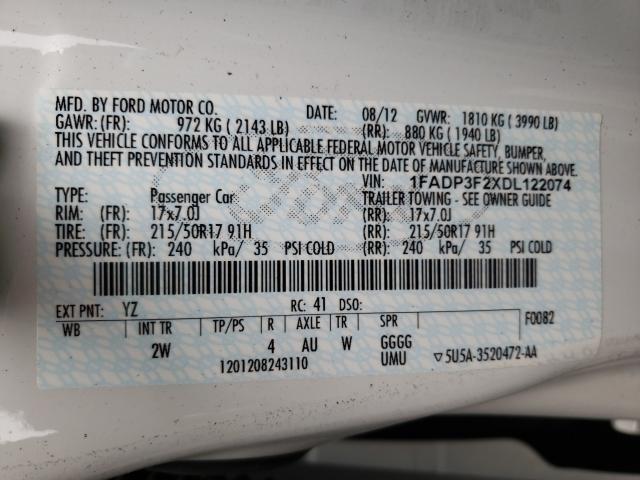 MFD. BY FORD MOTOR CO. DATE: 08/12 GVWR: 1810 KG ( 3990 LB)
GAWR: (FR): 972 KG ( 2143 LB) (RR): 880 KG ( 1940 LB)
THIS VEHICLE CONFORMS TO ALL APPLICABLE FEDERAL MOTOR VEHICLE SAFETY, BUMPER,
AND THEFT PREVENTION STANDARDS IN EFFECT ON THE DATE OF MANUFACTURE SHOWN ABOVE.
VIN: 1FADP3F2XDL122074
TYPE: Passenger Car TRAILER TOWING - SEE OWNER GUIDE
RIM: (FR): 17x7.0J (RR): 17x7.0J
TIRE: (FR): 215/50R17 91H (RR): 215/50R17 91H
PRESSURE: (FR): 240 kPa/ 35 PSI COLD (RR): 240 kPa/ 35 PSI COLD
EXT PNT: YZ RC: 41 DSO: F0082
WB INT TR TP/PS R AXLE TR SPR
2W 4 AU W GGGG
UMU
1201208243110 ▽5U5A-3520472-AA